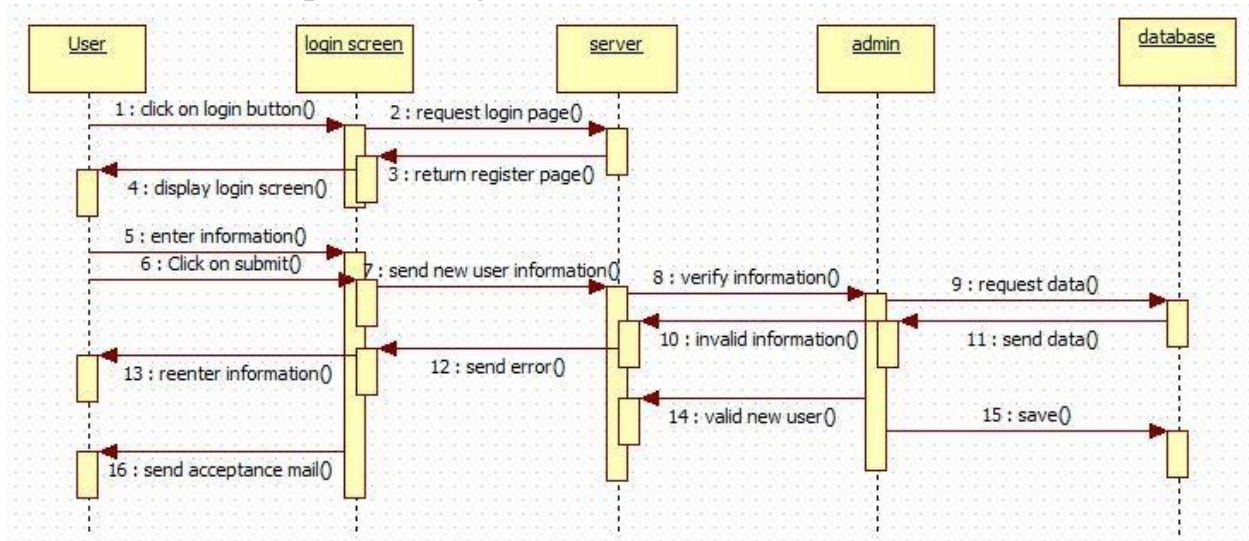 User
login screen
server
admin
database
1 : click on login button()
2 : request login page()
3 : return register page()
4 : display login screen()
5 : enter information()
6 : Click on submit()
7 : send new user information()
8 : verify information()
9 : request data()
10 : invalid information()
11 : send data()
12 : send error()
13 : reenter information()
14 : valid new user()
15 : save()
16 : send acceptance mail()